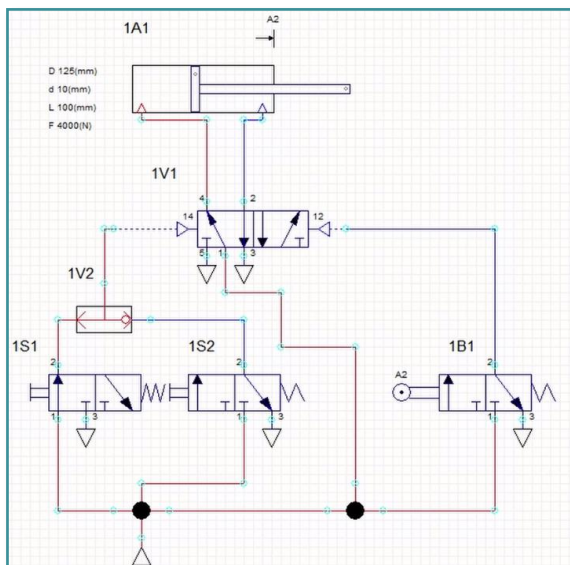 1A1
A2
D 125(mm)
d 10(mm)
L 100(mm)
F 4000(N)
1V1
4 2
14 12
5 1 3
1V2
1S1 1S2 1B1
2 2 A2 2
1 3 1 3 1 3